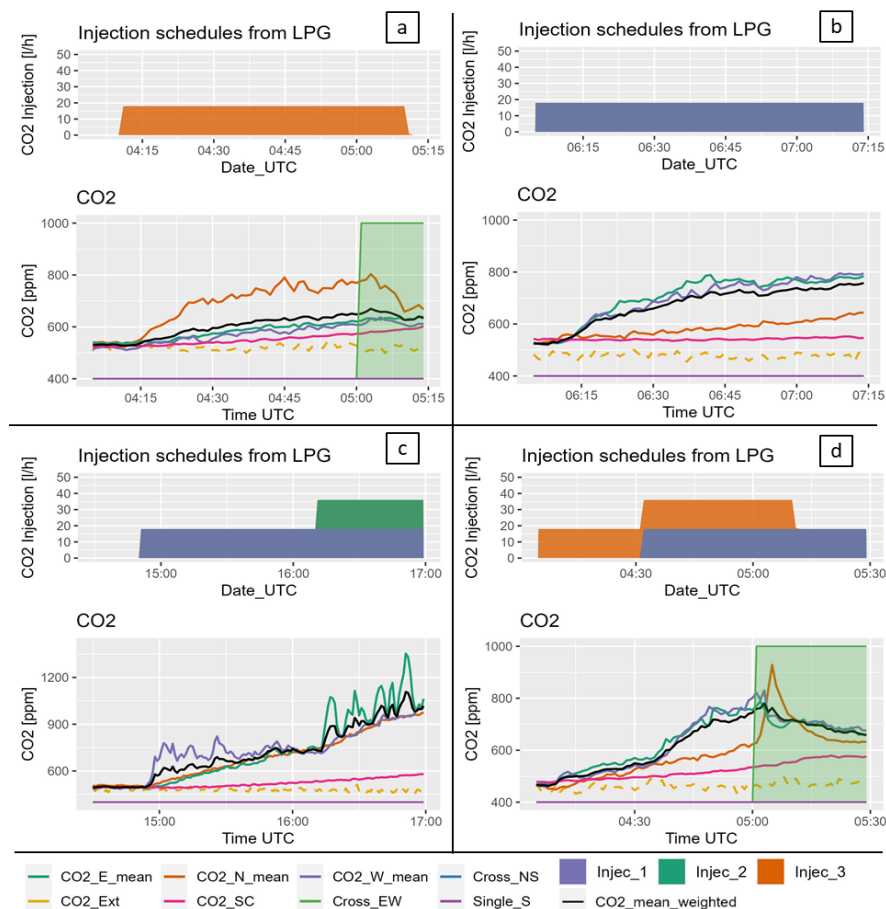 Injection schedules from LPG
a
CO2 Injection [l/h]
50
40
30
20
10
0
04:15 04:30 04:45 05:00 05:15
Date_UTC
CO2
CO2 [ppm]
1000
800
600
400
04:15 04:30 04:45 05:00 05:15
Time UTC
Injection schedules from LPG
b
CO2 Injection [l/h]
50
40
30
20
10
0
06:15 06:30 06:45 07:00 07:15
Date_UTC
CO2
CO2 [ppm]
1000
800
600
400
06:15 06:30 06:45 07:00 07:15
Time UTC
Injection schedules from LPG
c
CO2 Injection [l/h]
50
40
30
20
10
0
15:00 16:00 17:00
Date_UTC
CO2
CO2 [ppm]
1200
900
600
15:00 16:00 17:00
Time UTC
Injection schedules from LPG
d
CO2 Injection [l/h]
50
40
30
20
10
0
04:30 05:00 05:30
Date_UTC
CO2
CO2 [ppm]
1000
800
600
400
04:30 05:00 05:30
Time UTC
CO2_E_mean CO2_N_mean CO2_W_mean Cross_NS Injec_1 Injec_2 Injec_3
CO2_Ext CO2_SC Cross_EW Single_S CO2_mean_weighted